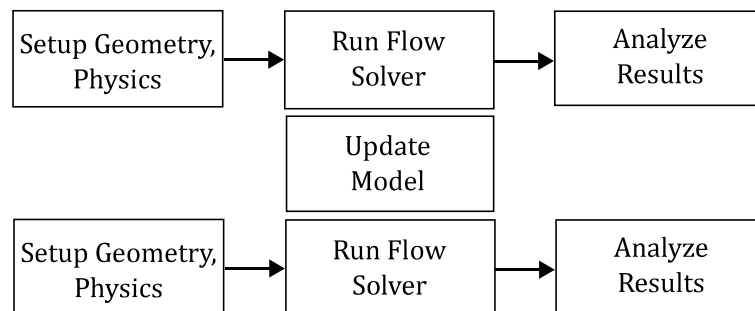 Setup Geometry,
Physics
Run Flow
Solver
Analyze
Results
Update
Model
Setup Geometry,
Physics
Run Flow
Solver
Analyze
Results